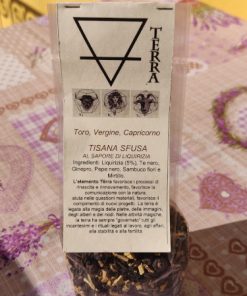 TERRA
Toro, Vergine, Capricorno
TISANA SFUSA
AL SAPORE DI LIQUIRIZIA
Ingredienti: Liquirizia (5%), Te nero,
Ginepro, Pepe nero, Sambuco fiori e
Mirtillo.
L'elemento Terra favorisce i processi di
rinascita e rinnovamento, favorisce la
comunicazione con la natura,
aiuta nelle questioni materiali, favorisce il
compimento di nuovi progetti. La terra è
legata alla magia delle pietre, delle immagini,
degli alberi e dei nodi. Nelle attività magiche,
la terra ha sempre "governato" tutti gli
incantesimi e i rituali legati al lavoro, agli affari,
alla stabilità e alla fertilità.